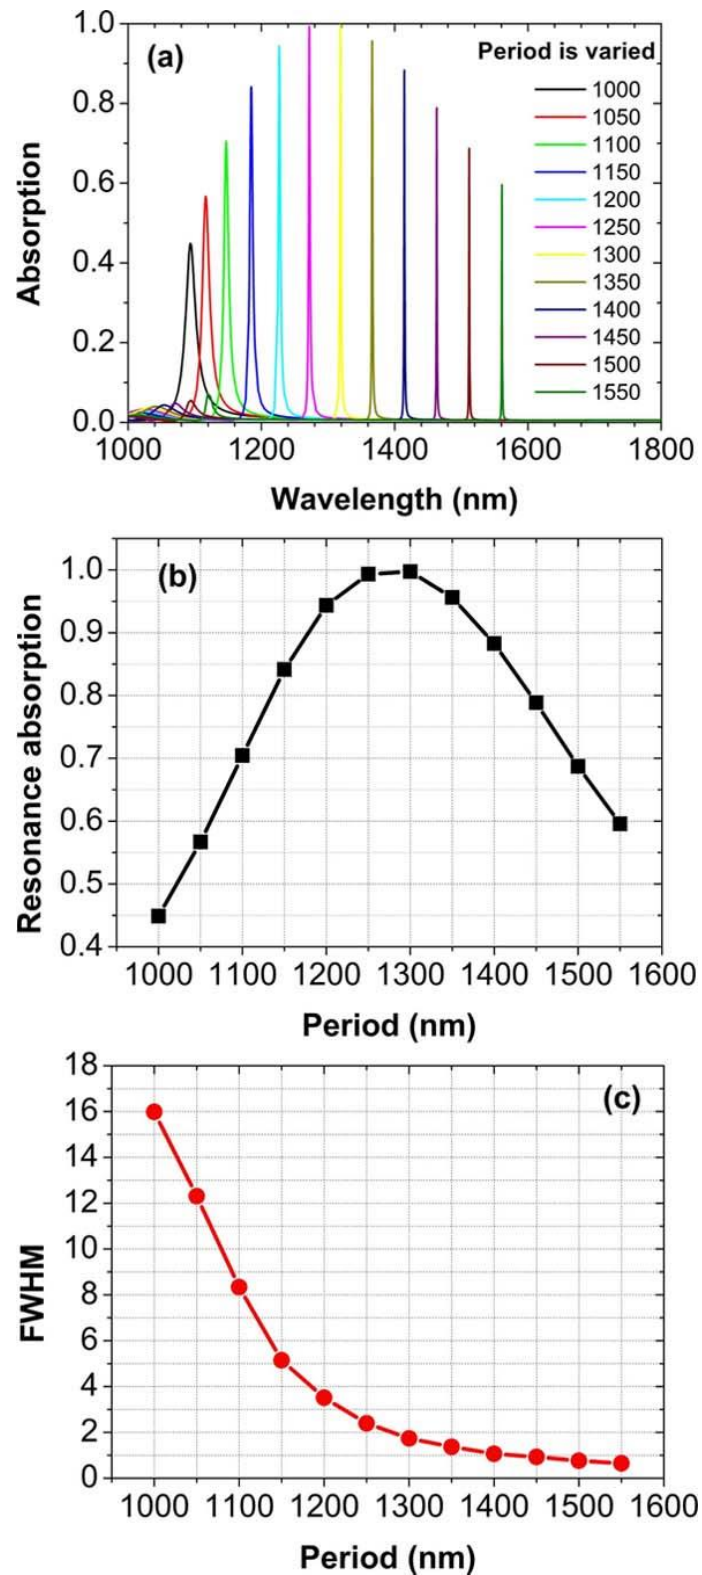 (a)
Period is varied
1000
1050
1100
1150
1200
1250
1300
1350
1400
1450
1500
1550
1.0
0.8
0.6
0.4
0.2
0.0
Absorption
1000 1200 1400 1600 1800
Wavelength (nm)
(b)
1.0
0.9
0.8
0.7
0.6
0.5
0.4
Resonance absorption
1000 1100 1200 1300 1400 1500 1600
Period (nm)
(c)
18
16
14
12
10
8
6
4
2
0
FWHM
1000 1100 1200 1300 1400 1500 1600
Period (nm)